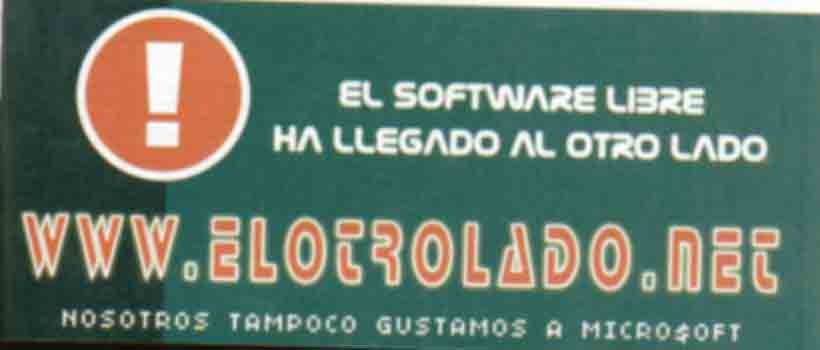 !
EL SOFTWARE LIBRE
HA LLEGADO AL OTRO LADO
WWW.ELOTROLADO.NET
NOSOTROS TAMPOCO GUSTAMOS A MICRO$OFT